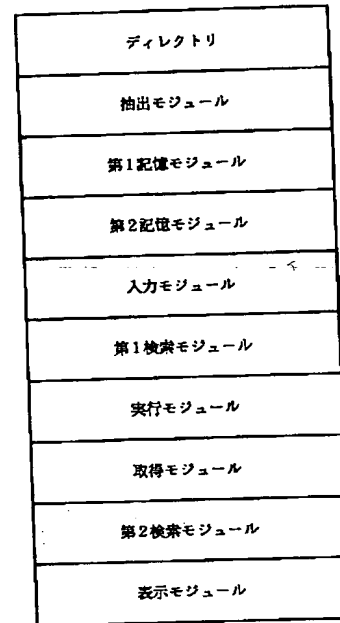 ディレクトリ
抽出モジュール
第1記憶モジュール
第2記憶モジュール
入力モジュール
第1検索モジュール
実行モジュール
取得モジュール
第2検索モジュール
表示モジュール